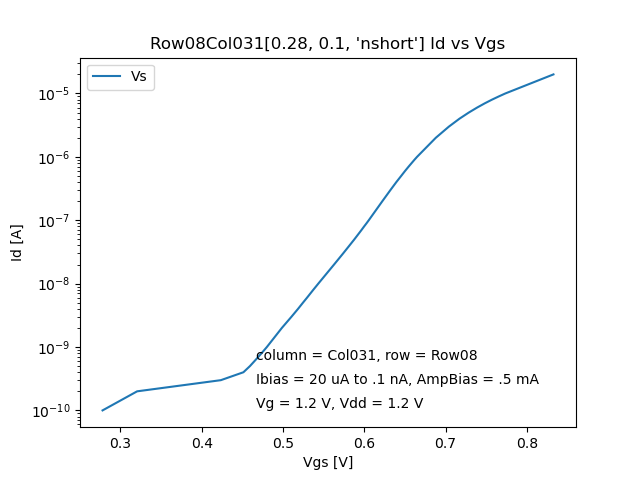 Row08Col031[0.28, 0.1, 'nshort'] Id vs Vgs
Vs
10⁻⁵
10⁻⁶
10⁻⁷
10⁻⁸
10⁻⁹
10⁻¹⁰
Id [A]
column = Col031, row = Row08
Ibias = 20 uA to .1 nA, AmpBias = .5 mA
Vg = 1.2 V, Vdd = 1.2 V
0.3 0.4 0.5 0.6 0.7 0.8
Vgs [V]